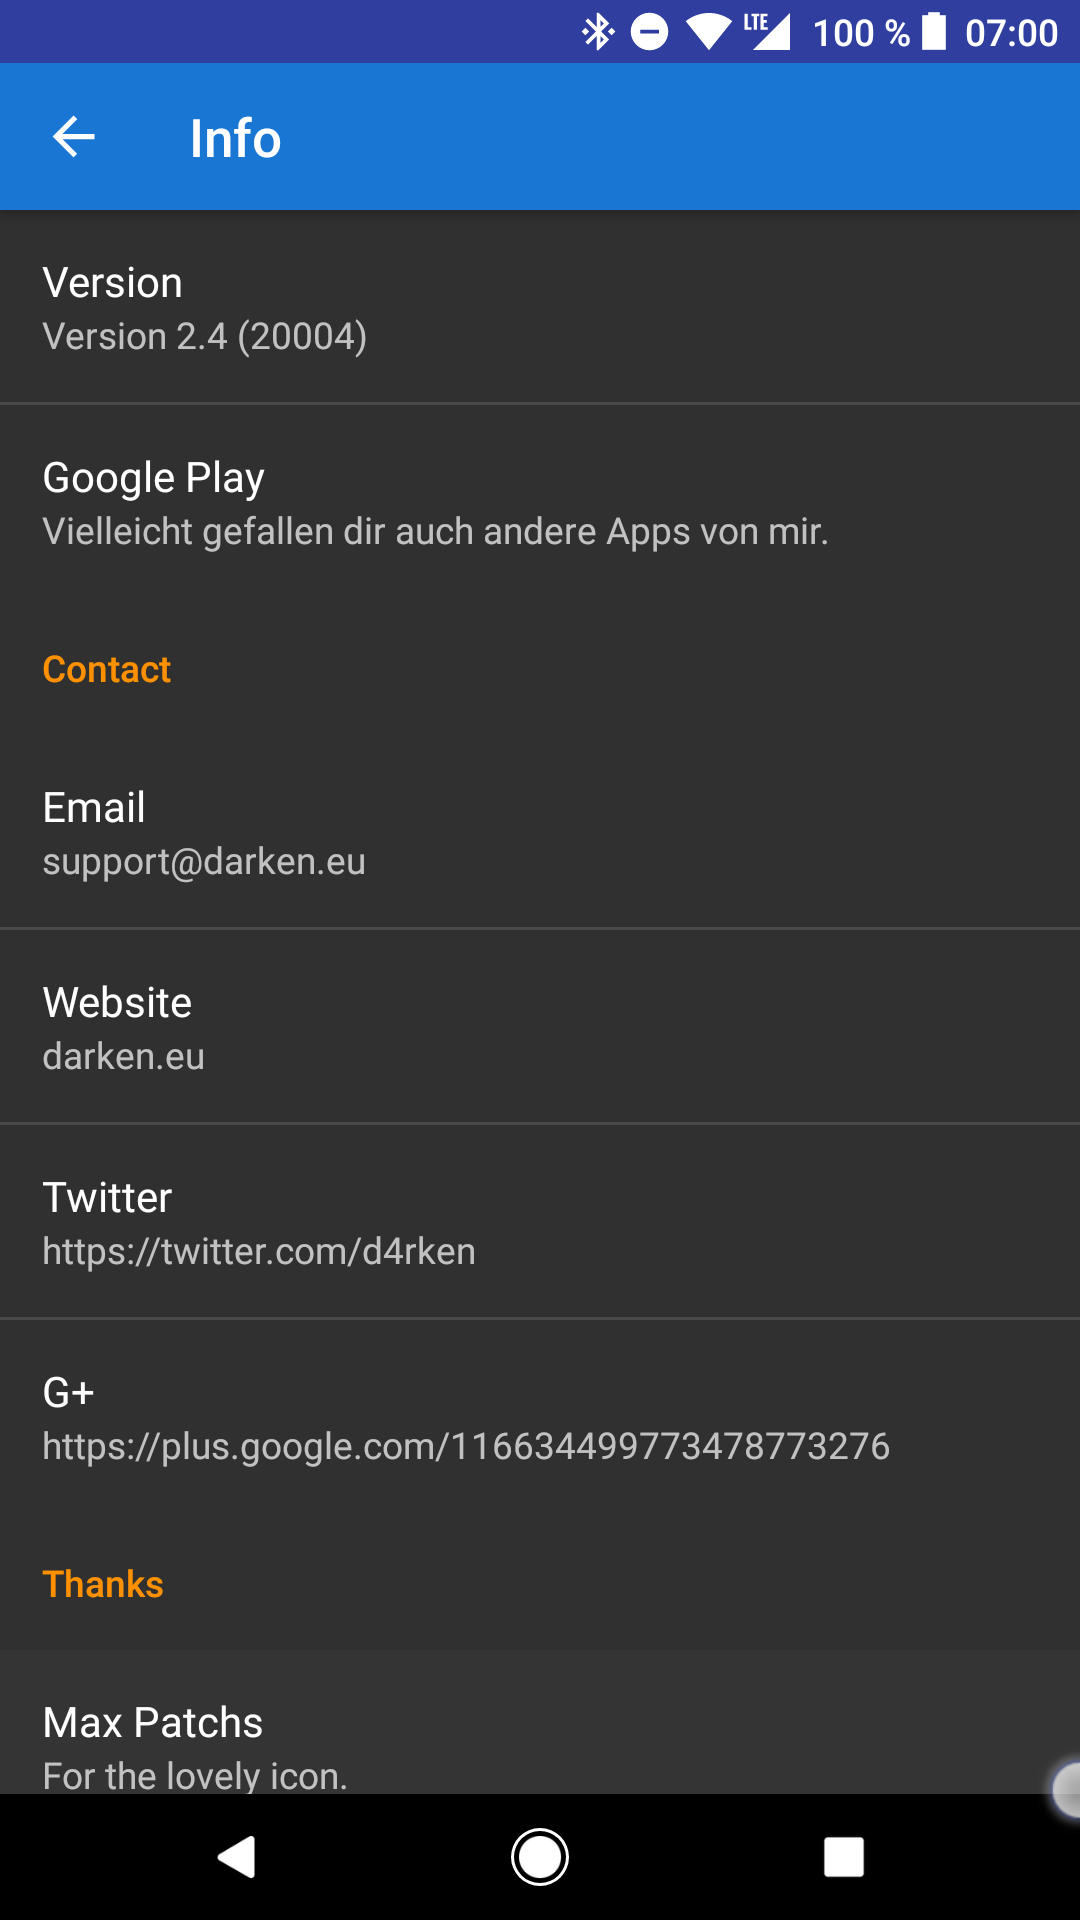 LTE 100 % 07:00
Info
Version
Version 2.4 (20004)
Google Play
Vielleicht gefallen dir auch andere Apps von mir.
Contact
Email
support@darken.eu
Website
darken.eu
Twitter
https://twitter.com/d4rken
G+
https://plus.google.com/116634499773478773276
Thanks
Max Patchs
For the lovely icon.